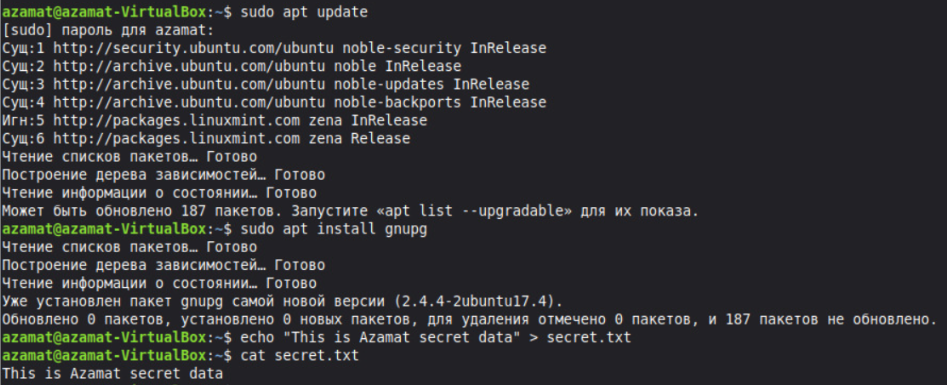 azamat@azamat-VirtualBox:~$ sudo apt update
[sudo] пароль для azamat:
Сущ:1 http://security.ubuntu.com/ubuntu noble-security InRelease
Сущ:2 http://archive.ubuntu.com/ubuntu noble InRelease
Сущ:3 http://archive.ubuntu.com/ubuntu noble-updates InRelease
Сущ:4 http://archive.ubuntu.com/ubuntu noble-backports InRelease
Игн:5 http://packages.linuxmint.com zena InRelease
Сущ:6 http://packages.linuxmint.com zena Release
Чтение списков пакетов… Готово
Построение дерева зависимостей… Готово
Чтение информации о состоянии… Готово
Может быть обновлено 187 пакетов. Запустите «apt list --upgradable» для их показа.
azamat@azamat-VirtualBox:~$ sudo apt install gnupg
Чтение списков пакетов… Готово
Построение дерева зависимостей… Готово
Чтение информации о состоянии… Готово
Уже установлен пакет gnupg самой новой версии (2.4.4-2ubuntu17.4).
Обновлено 0 пакетов, установлено 0 новых пакетов, для удаления отмечено 0 пакетов, и 187 пакетов не обновлено.
azamat@azamat-VirtualBox:~$ echo "This is Azamat secret data" > secret.txt
azamat@azamat-VirtualBox:~$ cat secret.txt
This is Azamat secret data